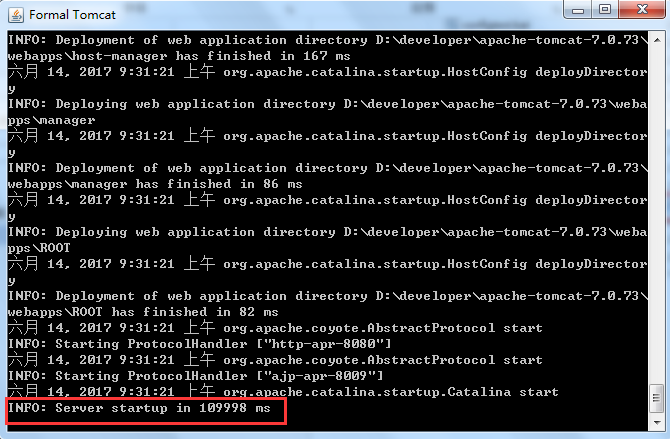 Formal Tomcat
INFO: Deployment of web application directory D:\developer\apache-tomcat-7.0.73\
webapps\host-manager has finished in 167 ms
六月 14, 2017 9:31:21 上午 org.apache.catalina.startup.HostConfig deployDirector
y
INFO: Deploying web application directory D:\developer\apache-tomcat-7.0.73\weba
pps\manager
六月 14, 2017 9:31:21 上午 org.apache.catalina.startup.HostConfig deployDirector
y
INFO: Deployment of web application directory D:\developer\apache-tomcat-7.0.73\
webapps\manager has finished in 86 ms
六月 14, 2017 9:31:21 上午 org.apache.catalina.startup.HostConfig deployDirector
y
INFO: Deploying web application directory D:\developer\apache-tomcat-7.0.73\weba
pps\ROOT
六月 14, 2017 9:31:21 上午 org.apache.catalina.startup.HostConfig deployDirector
y
INFO: Deployment of web application directory D:\developer\apache-tomcat-7.0.73\
webapps\ROOT has finished in 82 ms
六月 14, 2017 9:31:21 上午 org.apache.coyote.AbstractProtocol start
INFO: Starting ProtocolHandler ["http-apr-8080"]
六月 14, 2017 9:31:21 上午 org.apache.coyote.AbstractProtocol start
INFO: Starting ProtocolHandler ["ajp-apr-8009"]
六月 14, 2017 9:31:21 上午 org.apache.catalina.startup.Catalina start
INFO: Server startup in 109998 ms